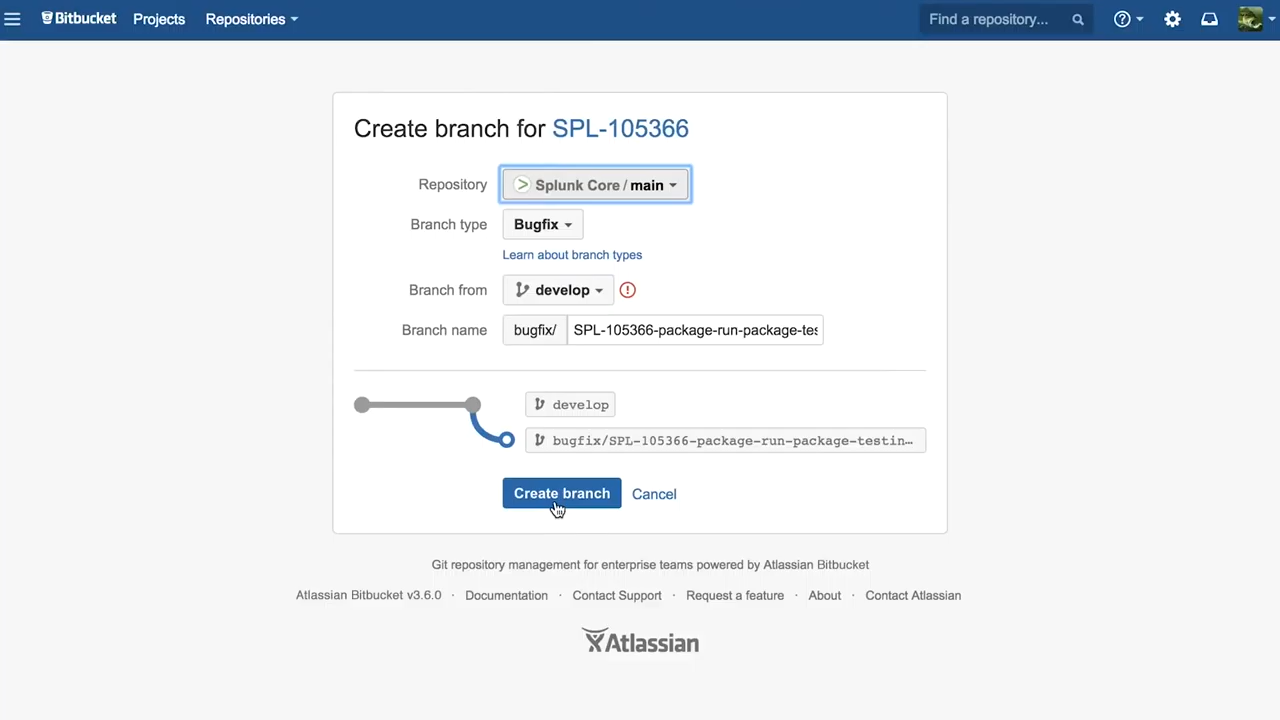 Bitbucket Projects Repositories Find a repository...
Create branch for SPL-105366
Repository Splunk Core / main
Branch type Bugfix
Learn about branch types
Branch from develop
Branch name bugfix/ SPL-105366-package-run-package-tes
develop
bugfix/SPL-105366-package-run-package-testin…
Create branch Cancel
Git repository management for enterprise teams powered by Atlassian Bitbucket
Atlassian Bitbucket v3.6.0 · Documentation · Contact Support · Request a feature · About · Contact Atlassian
Atlassian